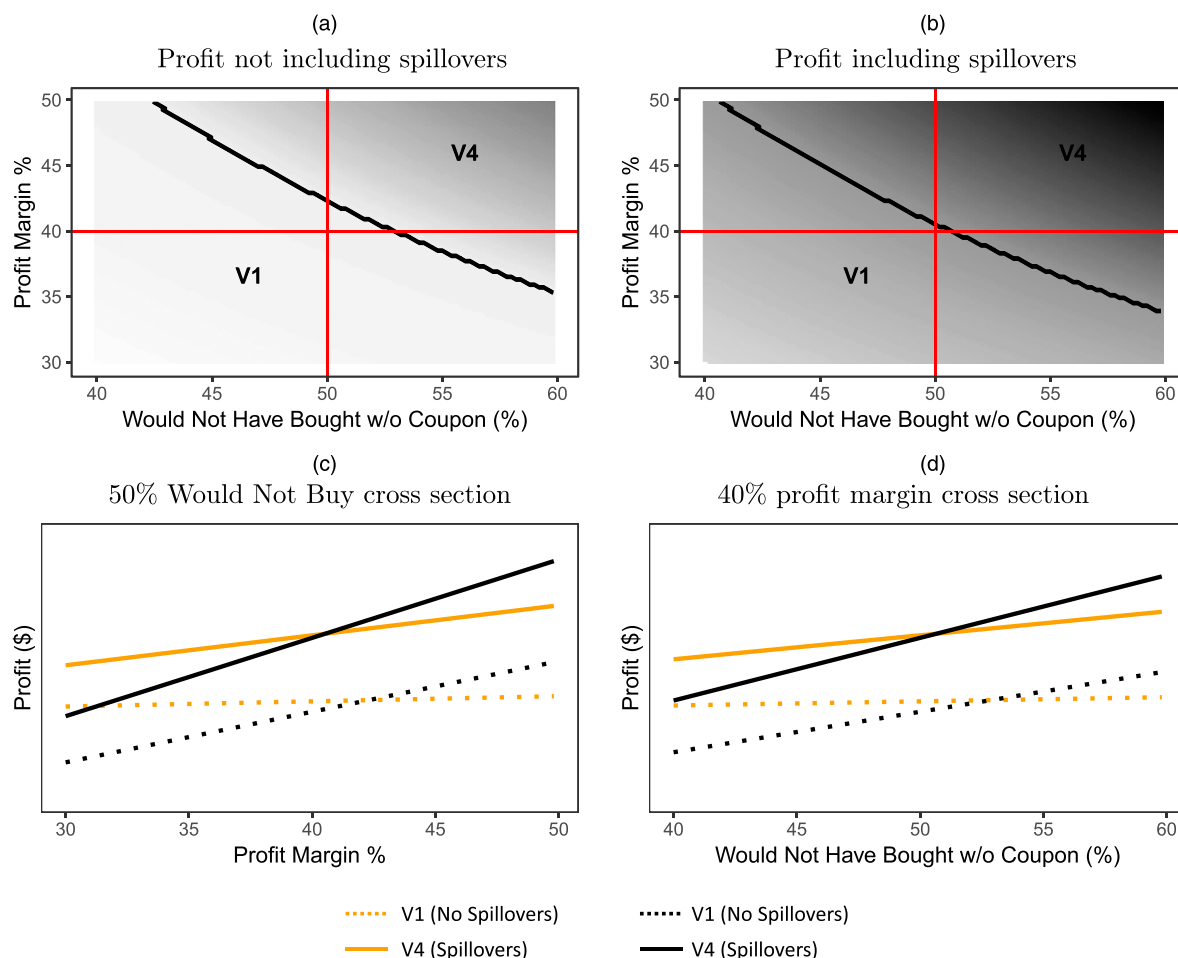 (a)
Profit not including spillovers
50
45
40
35
30
Profit Margin %
V4
V1
40
45
50
55
60
Would Not Have Bought w/o Coupon (%)
(b)
Profit including spillovers
50
45
40
35
30
Profit Margin %
V4
V1
40
45
50
55
60
Would Not Have Bought w/o Coupon (%)
(c)
50% Would Not Buy cross section
Profit ($)
30
35
40
45
50
Profit Margin %
(d)
40% profit margin cross section
Profit ($)
40
45
50
55
60
Would Not Have Bought w/o Coupon (%)
V1 (No Spillovers)
V4 (Spillovers)
V1 (No Spillovers)
V4 (Spillovers)